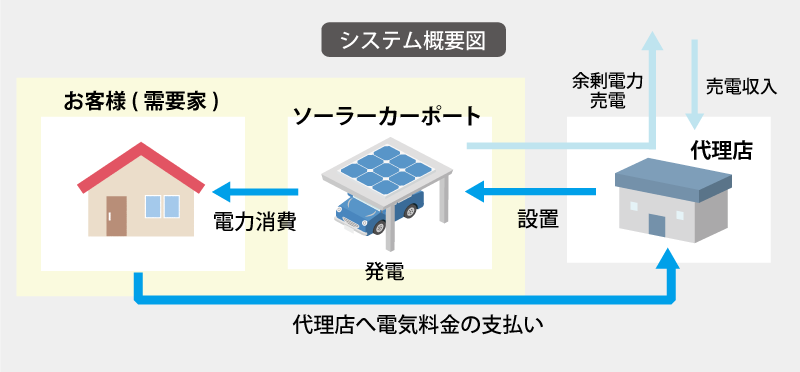 システム概要図
お客様(需要家)
ソーラーカーポート
余剰電力
売電
売電収入
代理店
電力消費
設置
発電
代理店へ電気料金の支払い